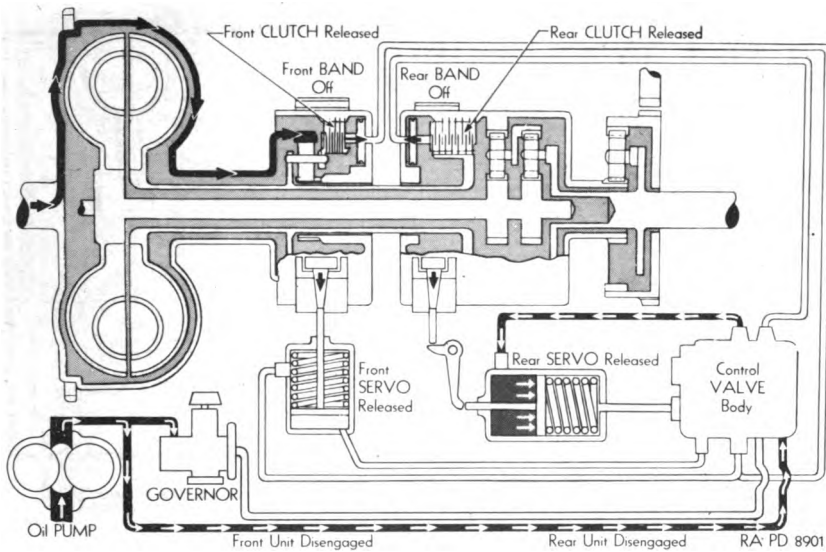 Front CLUTCH Released
Rear CLUTCH Released
Front BAND
Off
Rear BAND
Off
Front
SERVO
Released
Rear SERVO Released
Control
VALVE
Body
GOVERNOR
Oil PUMP
Front Unit Disengaged
Rear Unit Disengaged
RA PD 8901